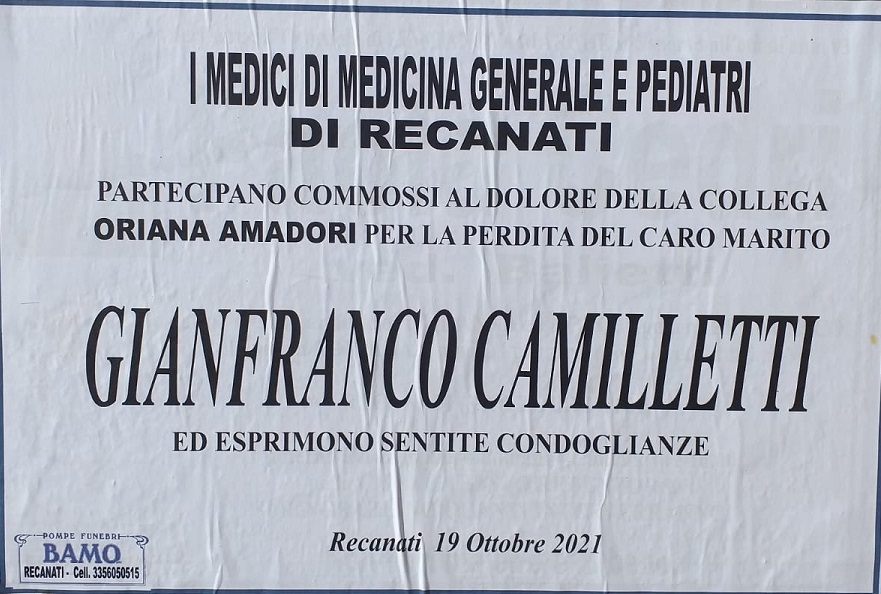 I MEDICI DI MEDICINA GENERALE E PEDIATRI
DI RECANATI
PARTECIPANO COMMOSSI AL DOLORE DELLA COLLEGA
ORIANA AMADORI PER LA PERDITA DEL CARO MARITO
GIANFRANCO CAMILLETTI
ED ESPRIMONO SENTITE CONDOGLIANZE
Recanati 19 Ottobre 2021
POMPE FUNEBRI
BAMO
RECANATI - Cell. 3356050515